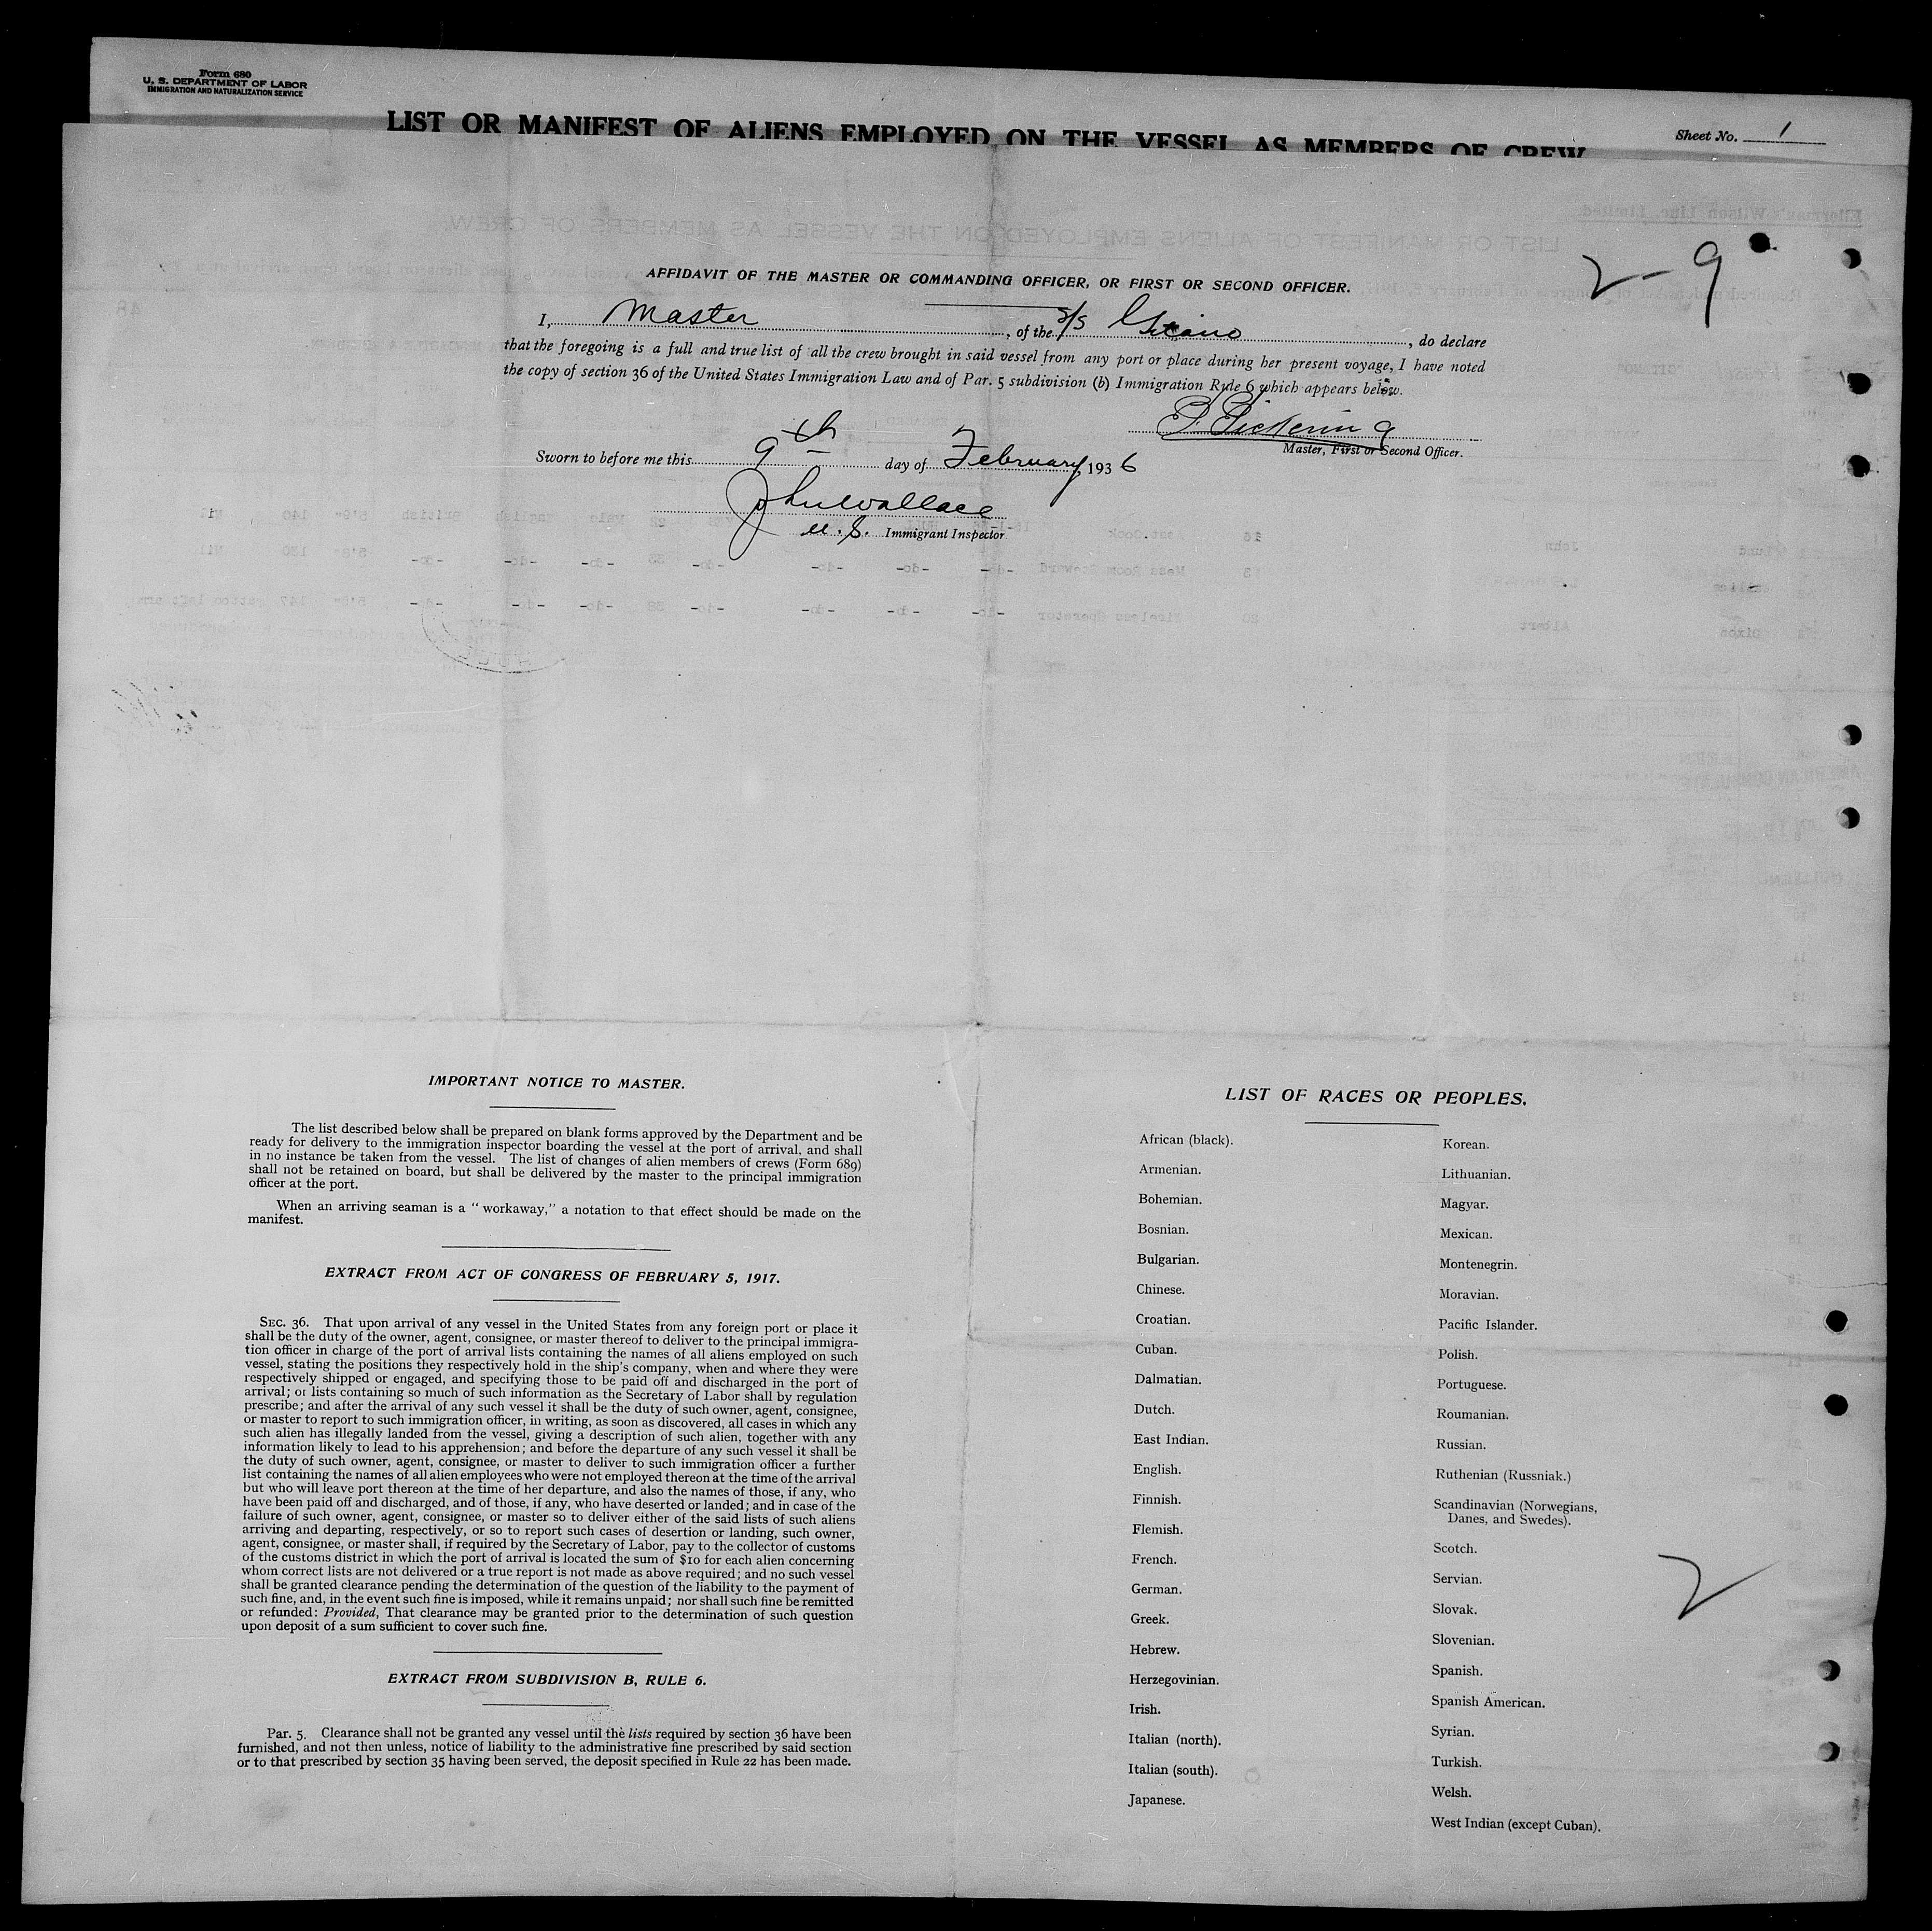 Form 680
U. S. DEPARTMENT OF LABOR
IMMIGRATION AND NATURALIZATION SERVICE
LIST OR MANIFEST OF ALIENS EMPLOYED ON THE VESSEL AS MEMBERS OF CREW
Sheet No. 1
2-9
AFFIDAVIT OF THE MASTER OR COMMANDING OFFICER, OR FIRST OR SECOND OFFICER.
I, Master, of the s/s Gitano, do declare
that the foregoing is a full and true list of all the crew brought in said vessel from any port or place during her present voyage, I have noted
the copy of section 36 of the United States Immigration Law and of Par. 5 subdivision (b) Immigration Rule 6 which appears below.
P. Pickering
Master, First or Second Officer.
Sworn to before me this 9th day of February, 1936
John Wallace
U. S. Immigrant Inspector
IMPORTANT NOTICE TO MASTER.
The list described below shall be prepared on blank forms approved by the Department and be
ready for delivery to the immigration inspector boarding the vessel at the port of arrival, and shall
in no instance be taken from the vessel. The list of changes of alien members of crews (Form 689)
shall not be retained on board, but shall be delivered by the master to the principal immigration
officer at the port.
When an arriving seaman is a " workaway," a notation to that effect should be made on the
manifest.
EXTRACT FROM ACT OF CONGRESS OF FEBRUARY 5, 1917.
SEC. 36. That upon arrival of any vessel in the United States from any foreign port or place it
shall be the duty of the owner, agent, consignee, or master thereof to deliver to the principal immigra-
tion officer in charge of the port of arrival lists containing the names of all aliens employed on such
vessel, stating the positions they respectively hold in the ship's company, when and where they were
respectively shipped or engaged, and specifying those to be paid off and discharged in the port of
arrival; or lists containing so much of such information as the Secretary of Labor shall by regulation
prescribe; and after the arrival of any such vessel it shall be the duty of such owner, agent, consignee,
or master to report to such immigration officer, in writing, as soon as discovered, all cases in which any
such alien has illegally landed from the vessel, giving a description of such alien, together with any
information likely to lead to his apprehension; and before the departure of any such vessel it shall be
the duty of such owner, agent, consignee, or master to deliver to such immigration officer a further
list containing the names of all alien employees who were not employed thereon at the time of the arrival
but who will leave port thereon at the time of her departure, and also the names of those, if any, who
have been paid off and discharged, and of those, if any, who have deserted or landed; and in case of the
failure of such owner, agent, consignee, or master so to deliver either of the said lists of such aliens
arriving and departing, respectively, or so to report such cases of desertion or landing, such owner,
agent, consignee, or master shall, if required by the Secretary of Labor, pay to the collector of customs
of the customs district in which the port of arrival is located the sum of $10 for each alien concerning
whom correct lists are not delivered or a true report is not made as above required; and no such vessel
shall be granted clearance pending the determination of the question of the liability to the payment of
such fine, and, in the event such fine is imposed, while it remains unpaid; nor shall such fine be remitted
or refunded: Provided, That clearance may be granted prior to the determination of such question
upon deposit of a sum sufficient to cover such fine.
EXTRACT FROM SUBDIVISION B, RULE 6.
Par. 5. Clearance shall not be granted any vessel until the lists required by section 36 have been
furnished, and not then unless, notice of liability to the administrative fine prescribed by said section
or to that prescribed by section 35 having been served, the deposit specified in Rule 22 has been made.
LIST OF RACES OR PEOPLES.
African (black).
Armenian.
Bohemian.
Bosnian.
Bulgarian.
Chinese.
Croatian.
Cuban.
Dalmatian.
Dutch.
East Indian.
English.
Finnish.
Flemish.
French.
German.
Greek.
Hebrew.
Herzegovinian.
Irish.
Italian (north).
Italian (south).
Japanese.
Korean.
Lithuanian.
Magyar.
Mexican.
Montenegrin.
Moravian.
Pacific Islander.
Polish.
Portuguese.
Roumanian.
Russian.
Ruthenian (Russniak.)
Scandinavian (Norwegians,
Danes, and Swedes).
Scotch.
Servian.
Slovak.
Slovenian.
Spanish.
Spanish American.
Syrian.
Turkish.
Welsh.
West Indian (except Cuban).
2